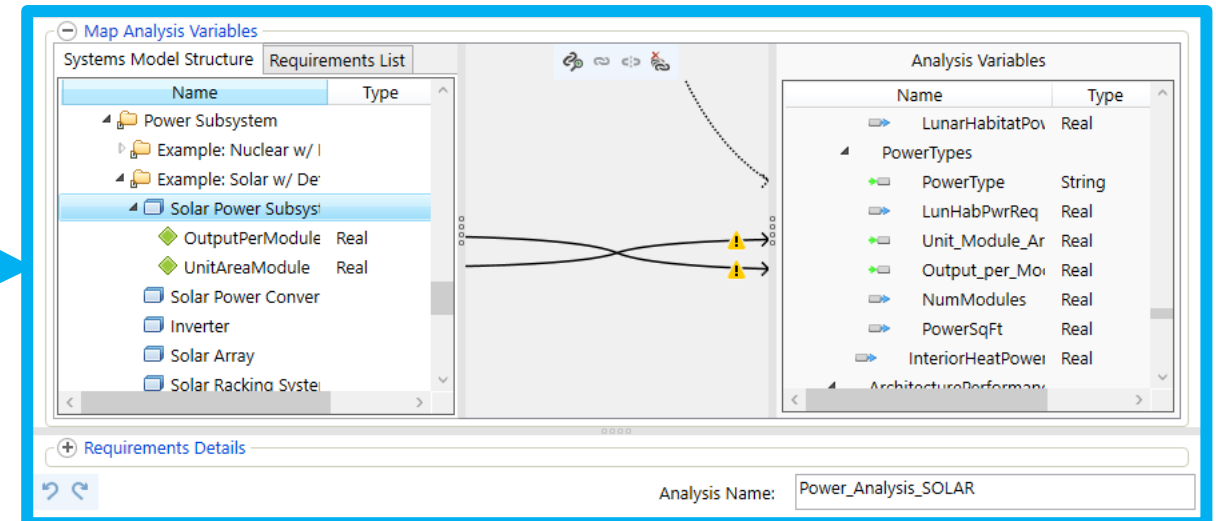 Map Analysis Variables
Systems Model Structure Requirements List
Name Type
Power Subsystem
Example: Nuclear w/
Example: Solar w/ De
Solar Power Subsyst
OutputPerModule Real
UnitAreaModule Real
Solar Power Conver
Inverter
Solar Array
Solar Racking Syste
Analysis Variables
Name Type
LunarHabitatPov Real
PowerTypes
PowerType String
LunHabPwrReq Real
Unit_Module_Ar Real
Output_per_Mo Real
NumModules Real
PowerSqFt Real
InteriorHeatPower Real
ArchitecturePerforman
Requirements Details
Analysis Name: Power_Analysis_SOLAR